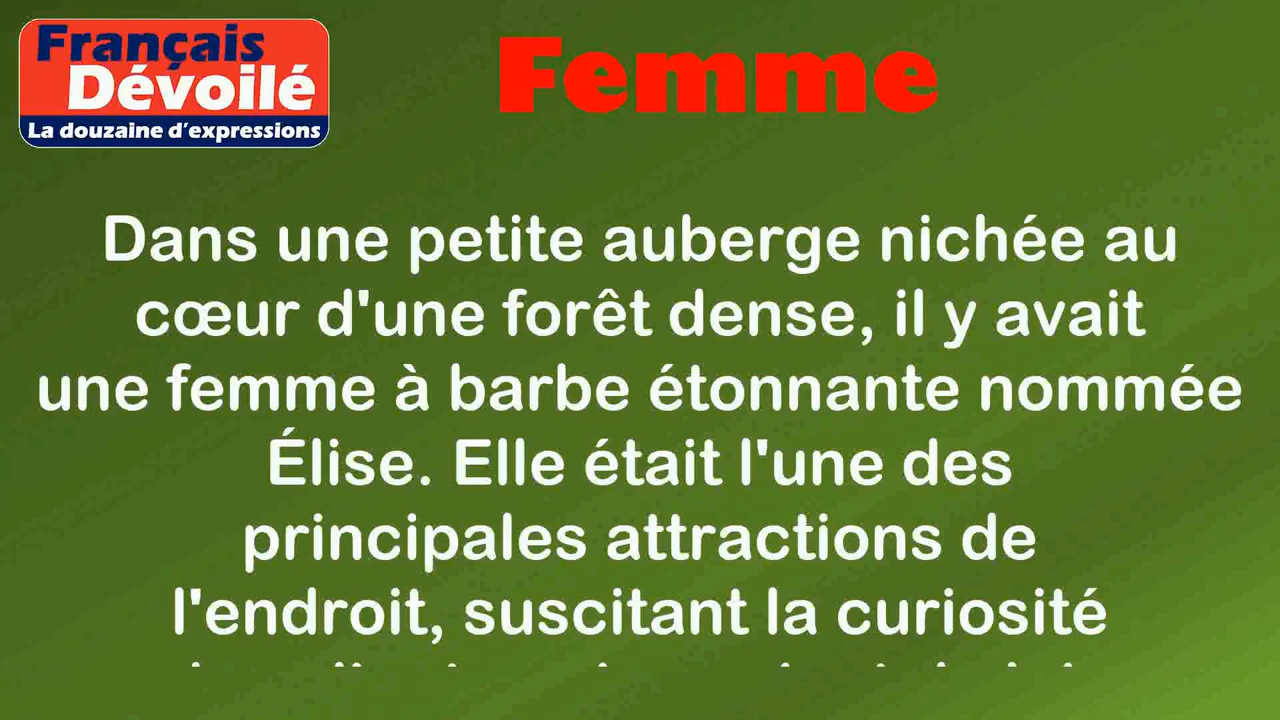 Français
Dévoilé
La douzaine d'expressions
Femme
Dans une petite auberge nichée au
cœur d'une forêt dense, il y avait
une femme à barbe étonnante nommée
Élise. Elle était l'une des
principales attractions de
l'endroit, suscitant la curiosité